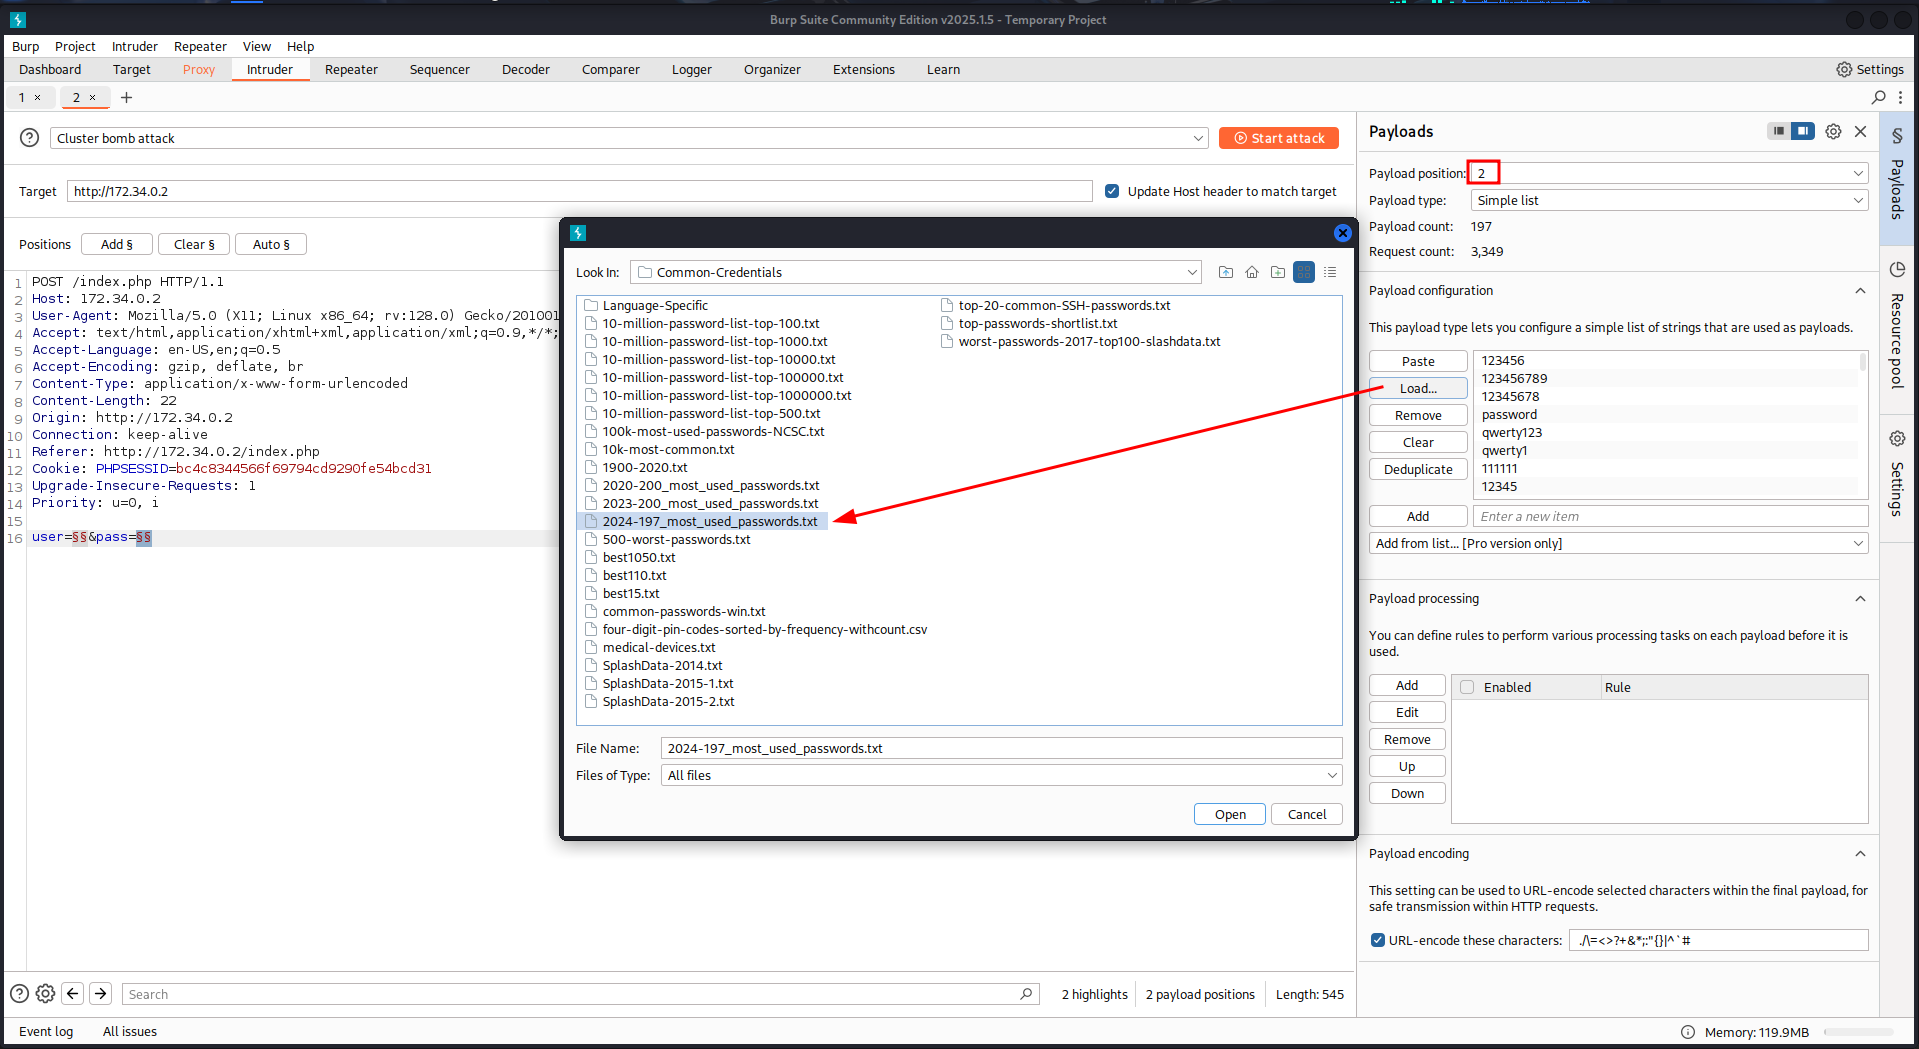 Burp Suite Community Edition v2025.1.5 - Temporary Project
Burp Project Intruder Repeater View Help
Dashboard Target Proxy Intruder Repeater Sequencer Decoder Comparer Logger Organizer Extensions Learn Settings
1 × 2 × +
Cluster bomb attack Start attack
Target http://172.34.0.2 Update Host header to match target
Positions Add § Clear § Auto §
1 POST /index.php HTTP/1.1
2 Host: 172.34.0.2
3 User-Agent: Mozilla/5.0 (X11; Linux x86_64; rv:128.0) Gecko/201001
4 Accept: text/html,application/xhtml+xml,application/xml;q=0.9,*/*;
5 Accept-Language: en-US,en;q=0.5
6 Accept-Encoding: gzip, deflate, br
7 Content-Type: application/x-www-form-urlencoded
8 Content-Length: 22
9 Origin: http://172.34.0.2
10 Connection: keep-alive
11 Referer: http://172.34.0.2/index.php
12 Cookie: PHPSESSID=bc4c8344566f69794cd9290fe54bcd31
13 Upgrade-Insecure-Requests: 1
14 Priority: u=0, i
15
16 user=§§&pass=§§
Look In: Common-Credentials
Language-Specific
10-million-password-list-top-100.txt
10-million-password-list-top-1000.txt
10-million-password-list-top-10000.txt
10-million-password-list-top-100000.txt
10-million-password-list-top-1000000.txt
10-million-password-list-top-500.txt
100k-most-used-passwords-NCSC.txt
10k-most-common.txt
1900-2020.txt
2020-200_most_used_passwords.txt
2023-200_most_used_passwords.txt
2024-197_most_used_passwords.txt
500-worst-passwords.txt
best1050.txt
best110.txt
best15.txt
common-passwords-win.txt
four-digit-pin-codes-sorted-by-frequency-withcount.csv
medical-devices.txt
SplashData-2014.txt
SplashData-2015-1.txt
SplashData-2015-2.txt
top-20-common-SSH-passwords.txt
top-passwords-shortlist.txt
worst-passwords-2017-top100-slashdata.txt
File Name: 2024-197_most_used_passwords.txt
Files of Type: All files
Open Cancel
Payloads
Payload position: 2
Payload type: Simple list
Payload count: 197
Request count: 3,349
Payload configuration
This payload type lets you configure a simple list of strings that are used as payloads.
Paste
Load...
Remove
Clear
Deduplicate
123456
123456789
12345678
password
qwerty123
qwerty1
111111
12345
Add Enter a new item
Add from list... [Pro version only]
Payload processing
You can define rules to perform various processing tasks on each payload before it is
used.
Add
Edit
Remove
Up
Down
Enabled Rule
Payload encoding
This setting can be used to URL-encode selected characters within the final payload, for
safe transmission within HTTP requests.
URL-encode these characters: ./\=<>?+&*;:"{}|^`#
§ Payloads
Resource pool
Settings
Search
2 highlights 2 payload positions Length: 545
Event log All issues Memory: 119.9MB